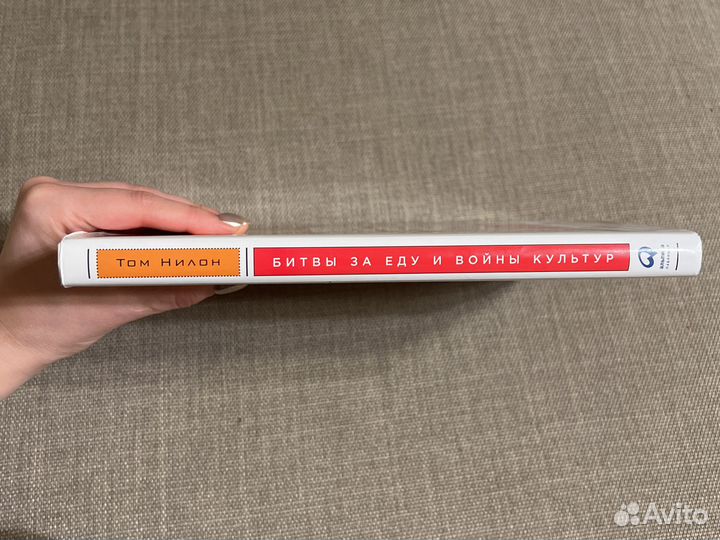 Том Нилон
БИТВЫ ЗА ЕДУ И ВОЙНЫ КУЛЬТУР
Avito